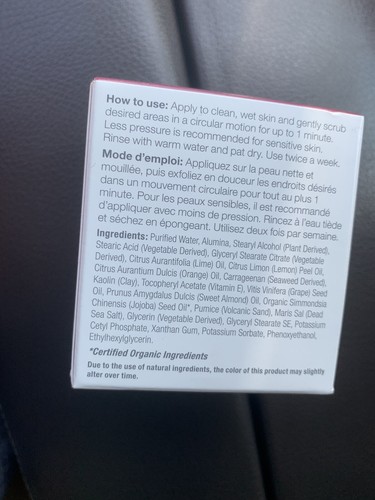 How to use: Apply to clean, wet skin and gently scrub
desired areas in a circular motion for up to 1 minute.
Less pressure is recommended for sensitive skin.
Rinse with warm water and pat dry. Use twice a week.
Mode d'emploi: Appliquez sur la peau nette et
mouillée, puis exfoliez en douceur les endroits désirés
dans un mouvement circulaire pour tout au plus 1
minute. Pour les peaux sensibles, il est recommandé
d'appliquer avec moins de pression. Rincez à l'eau tiède
et séchez en épongeant. Utilisez deux fois par semaine.
Ingredients: Purified Water, Alumina, Stearyl Alcohol (Plant Derived),
Stearic Acid (Vegetable Derived), Glyceryl Stearate Citrate (Vegetable
Derived), Citrus Aurantifolia (Lime) Oil, Citrus Limon (Lemon) Peel Oil,
Citrus Aurantium Dulcis (Orange) Oil, Carrageenan (Seaweed Derived),
Kaolin (Clay), Tocopheryl Acetate (Vitamin E), Vitis Vinifera (Grape) Seed
Oil, Prunus Amygdalus Dulcis (Sweet Almond) Oil, Organic Simmondsia
Chinensis (Jojoba) Seed Oil*, Pumice (Volcanic Sand), Maris Sal (Dead
Sea Salt), Glycerin (Vegetable Derived), Glyceryl Stearate SE, Potassium
Cetyl Phosphate, Xanthan Gum, Potassium Sorbate, Phenoxyethanol,
Ethylhexylglycerin.
*Certified Organic Ingredients
Due to the use of natural ingredients, the color of this product may slightly
alter over time.